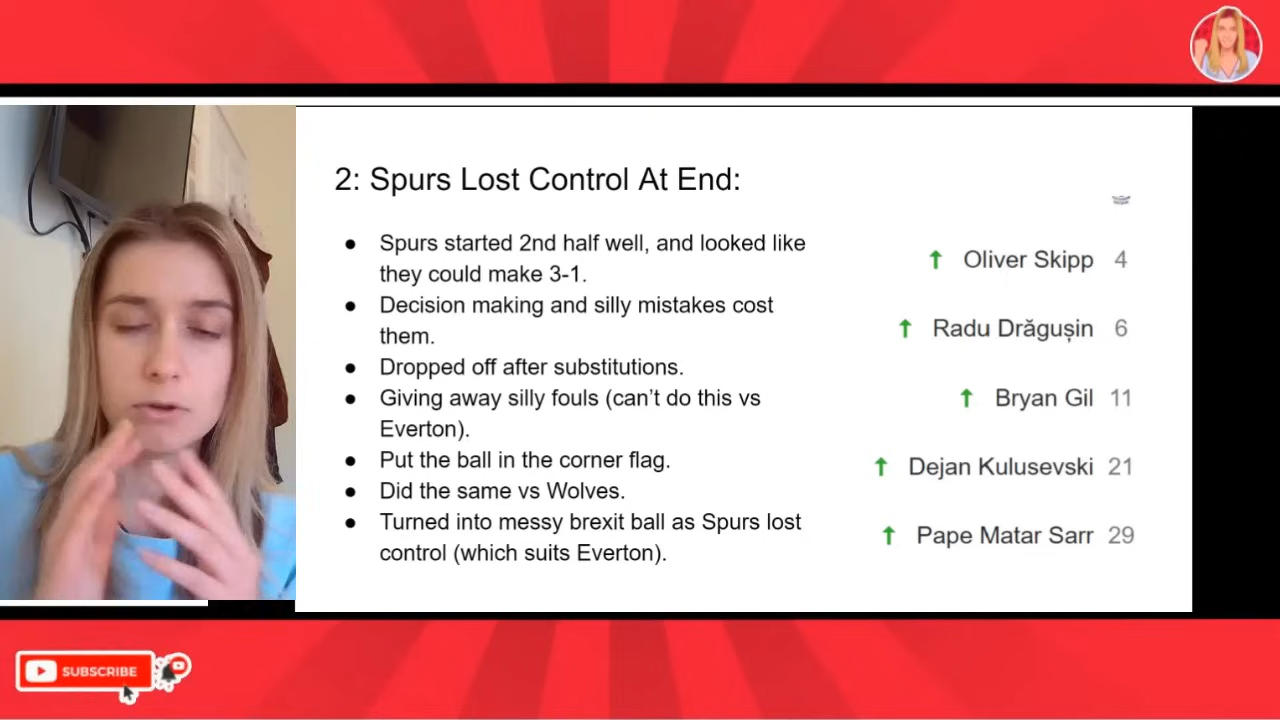 2: Spurs Lost Control At End:
● Spurs started 2nd half well, and looked like
they could make 3-1.
● Decision making and silly mistakes cost
them.
● Dropped off after substitutions.
● Giving away silly fouls (can't do this vs
Everton).
● Put the ball in the corner flag.
● Did the same vs Wolves.
● Turned into messy brexit ball as Spurs lost
control (which suits Everton).
Oliver Skipp 4
Radu Drăgușin 6
Bryan Gil 11
Dejan Kulusevski 21
Pape Matar Sarr 29
SUBSCRIBE